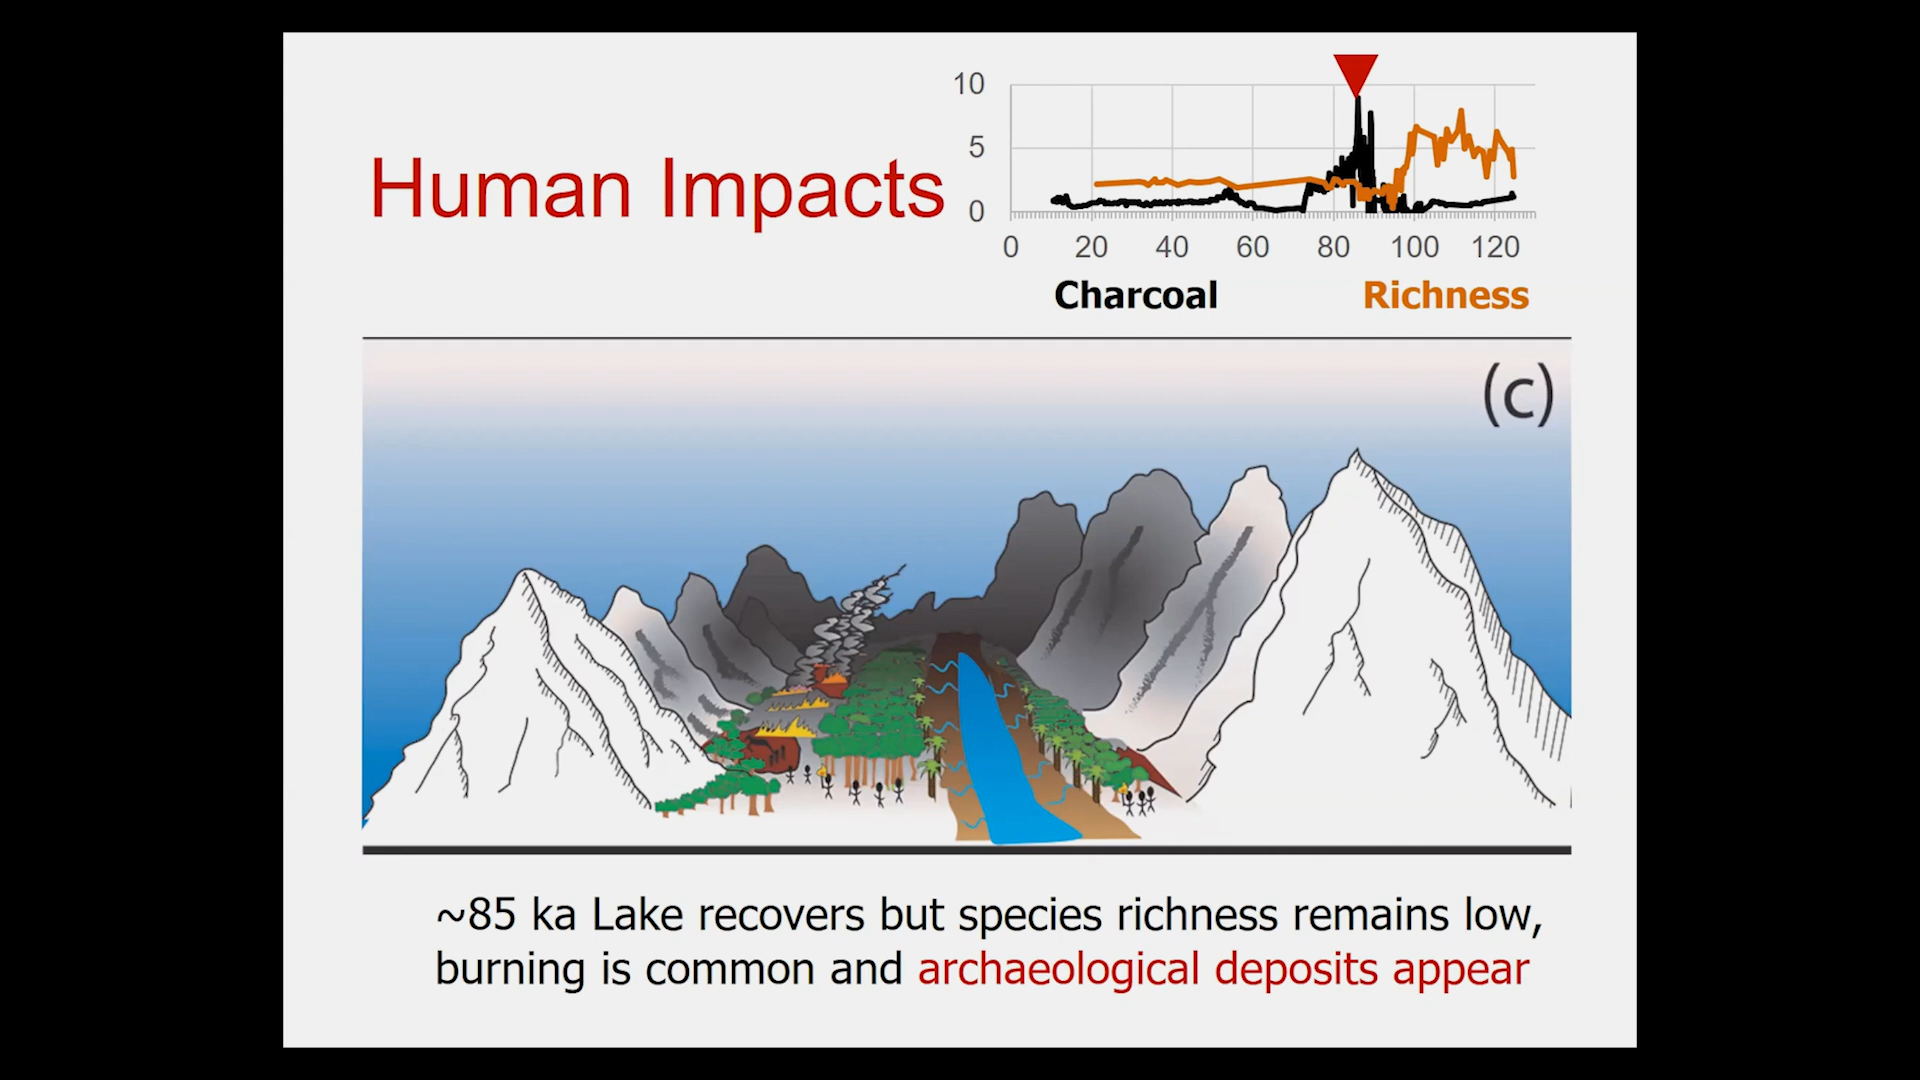 Human Impacts
10
5
0
0 20 40 60 80 100 120
Charcoal Richness
(c)
~85 ka Lake recovers but species richness remains low,
burning is common and archaeological deposits appear